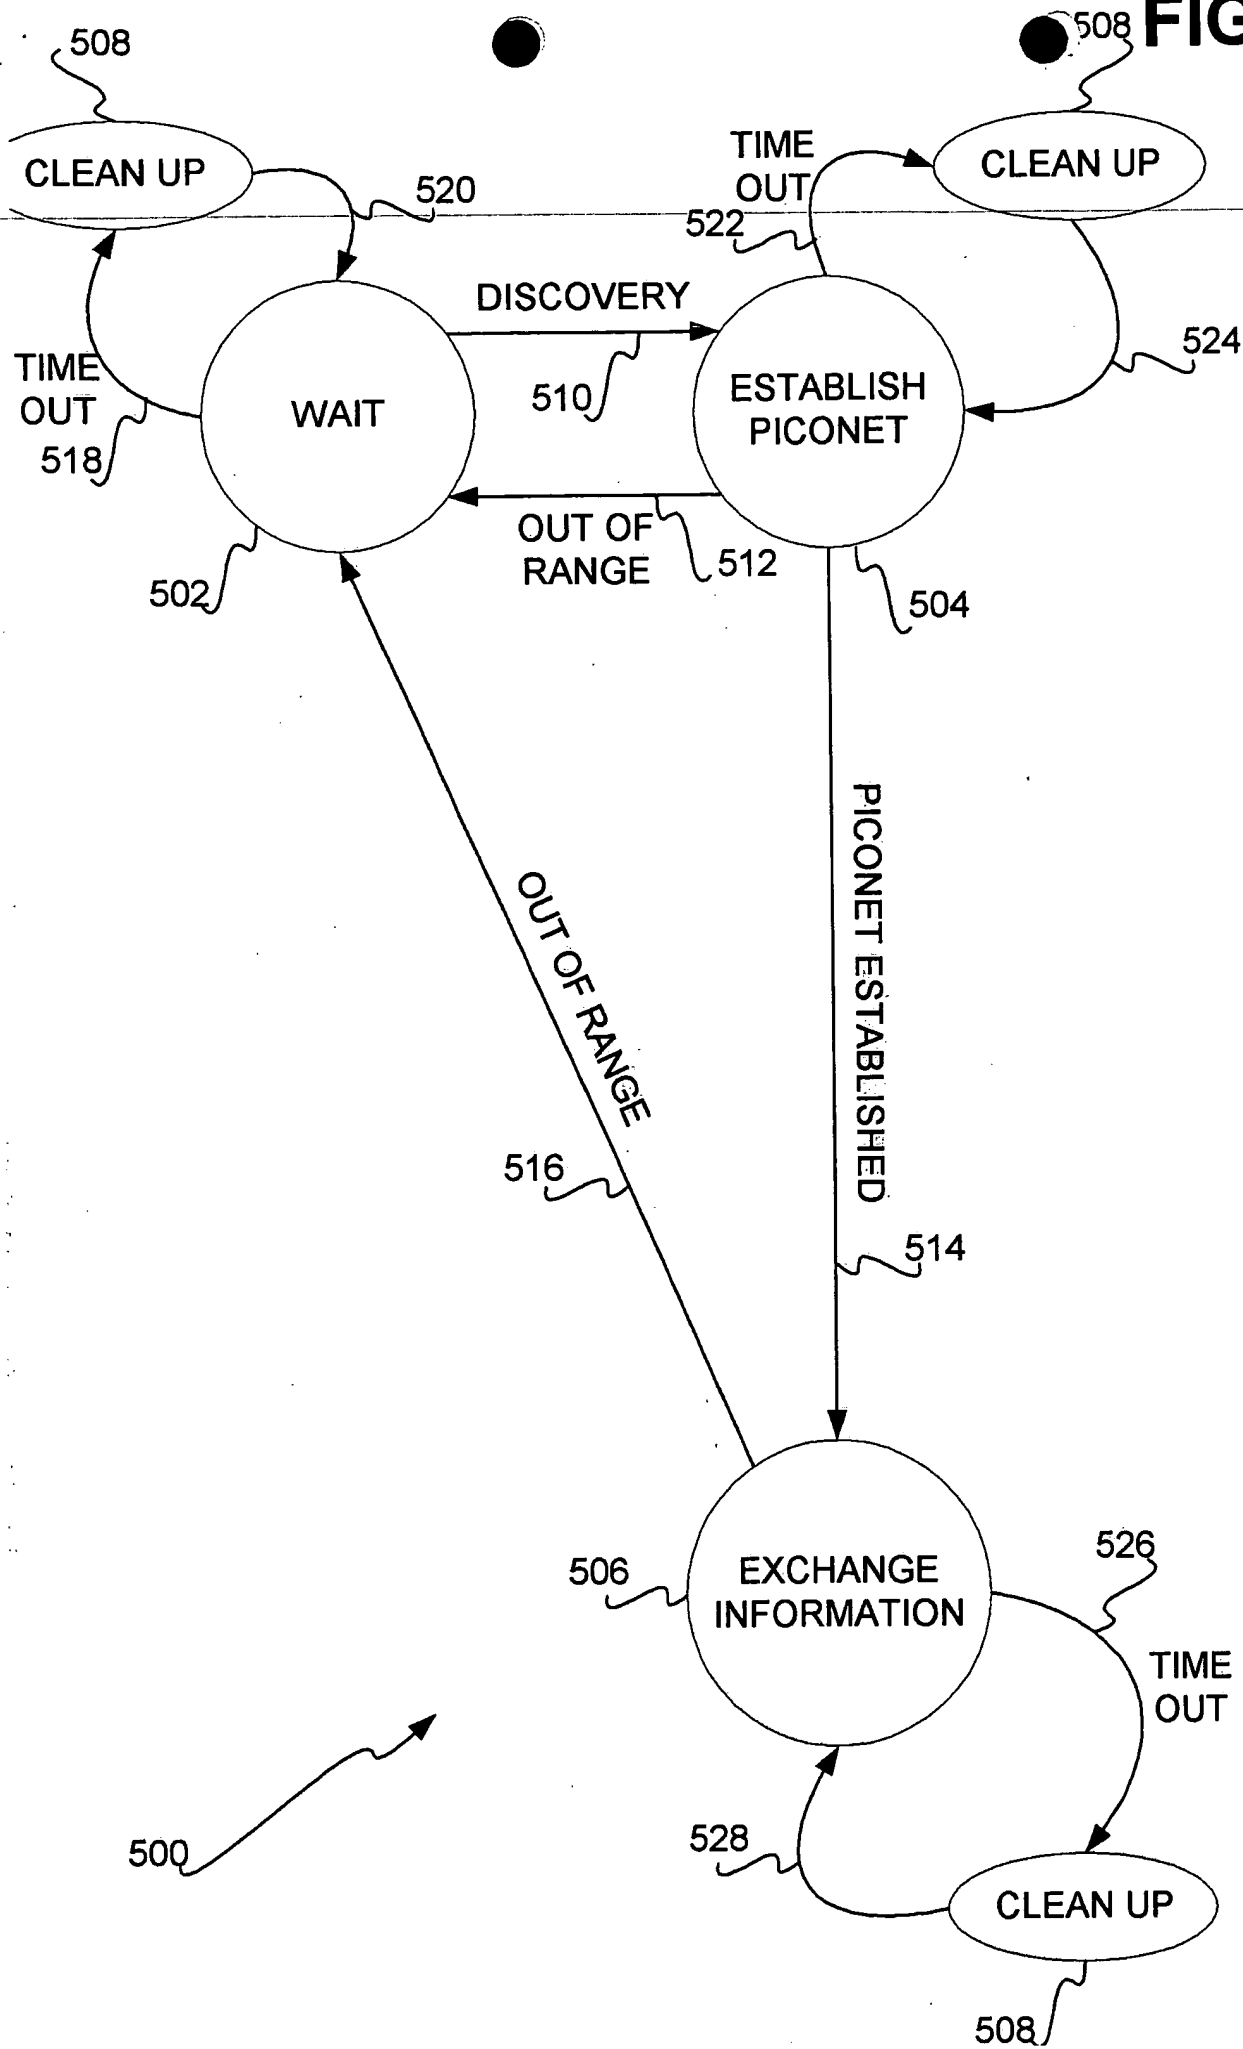 FIG
508
508
CLEAN UP
TIME
OUT
CLEAN UP
520
522
DISCOVERY
524
TIME
OUT
518
510
WAIT
ESTABLISH
PICONET
OUT OF
RANGE
512
502
504
PICONET ESTABLISHED
OUT OF RANGE
516
514
526
506
EXCHANGE
INFORMATION
TIME
OUT
500
528
CLEAN UP
508